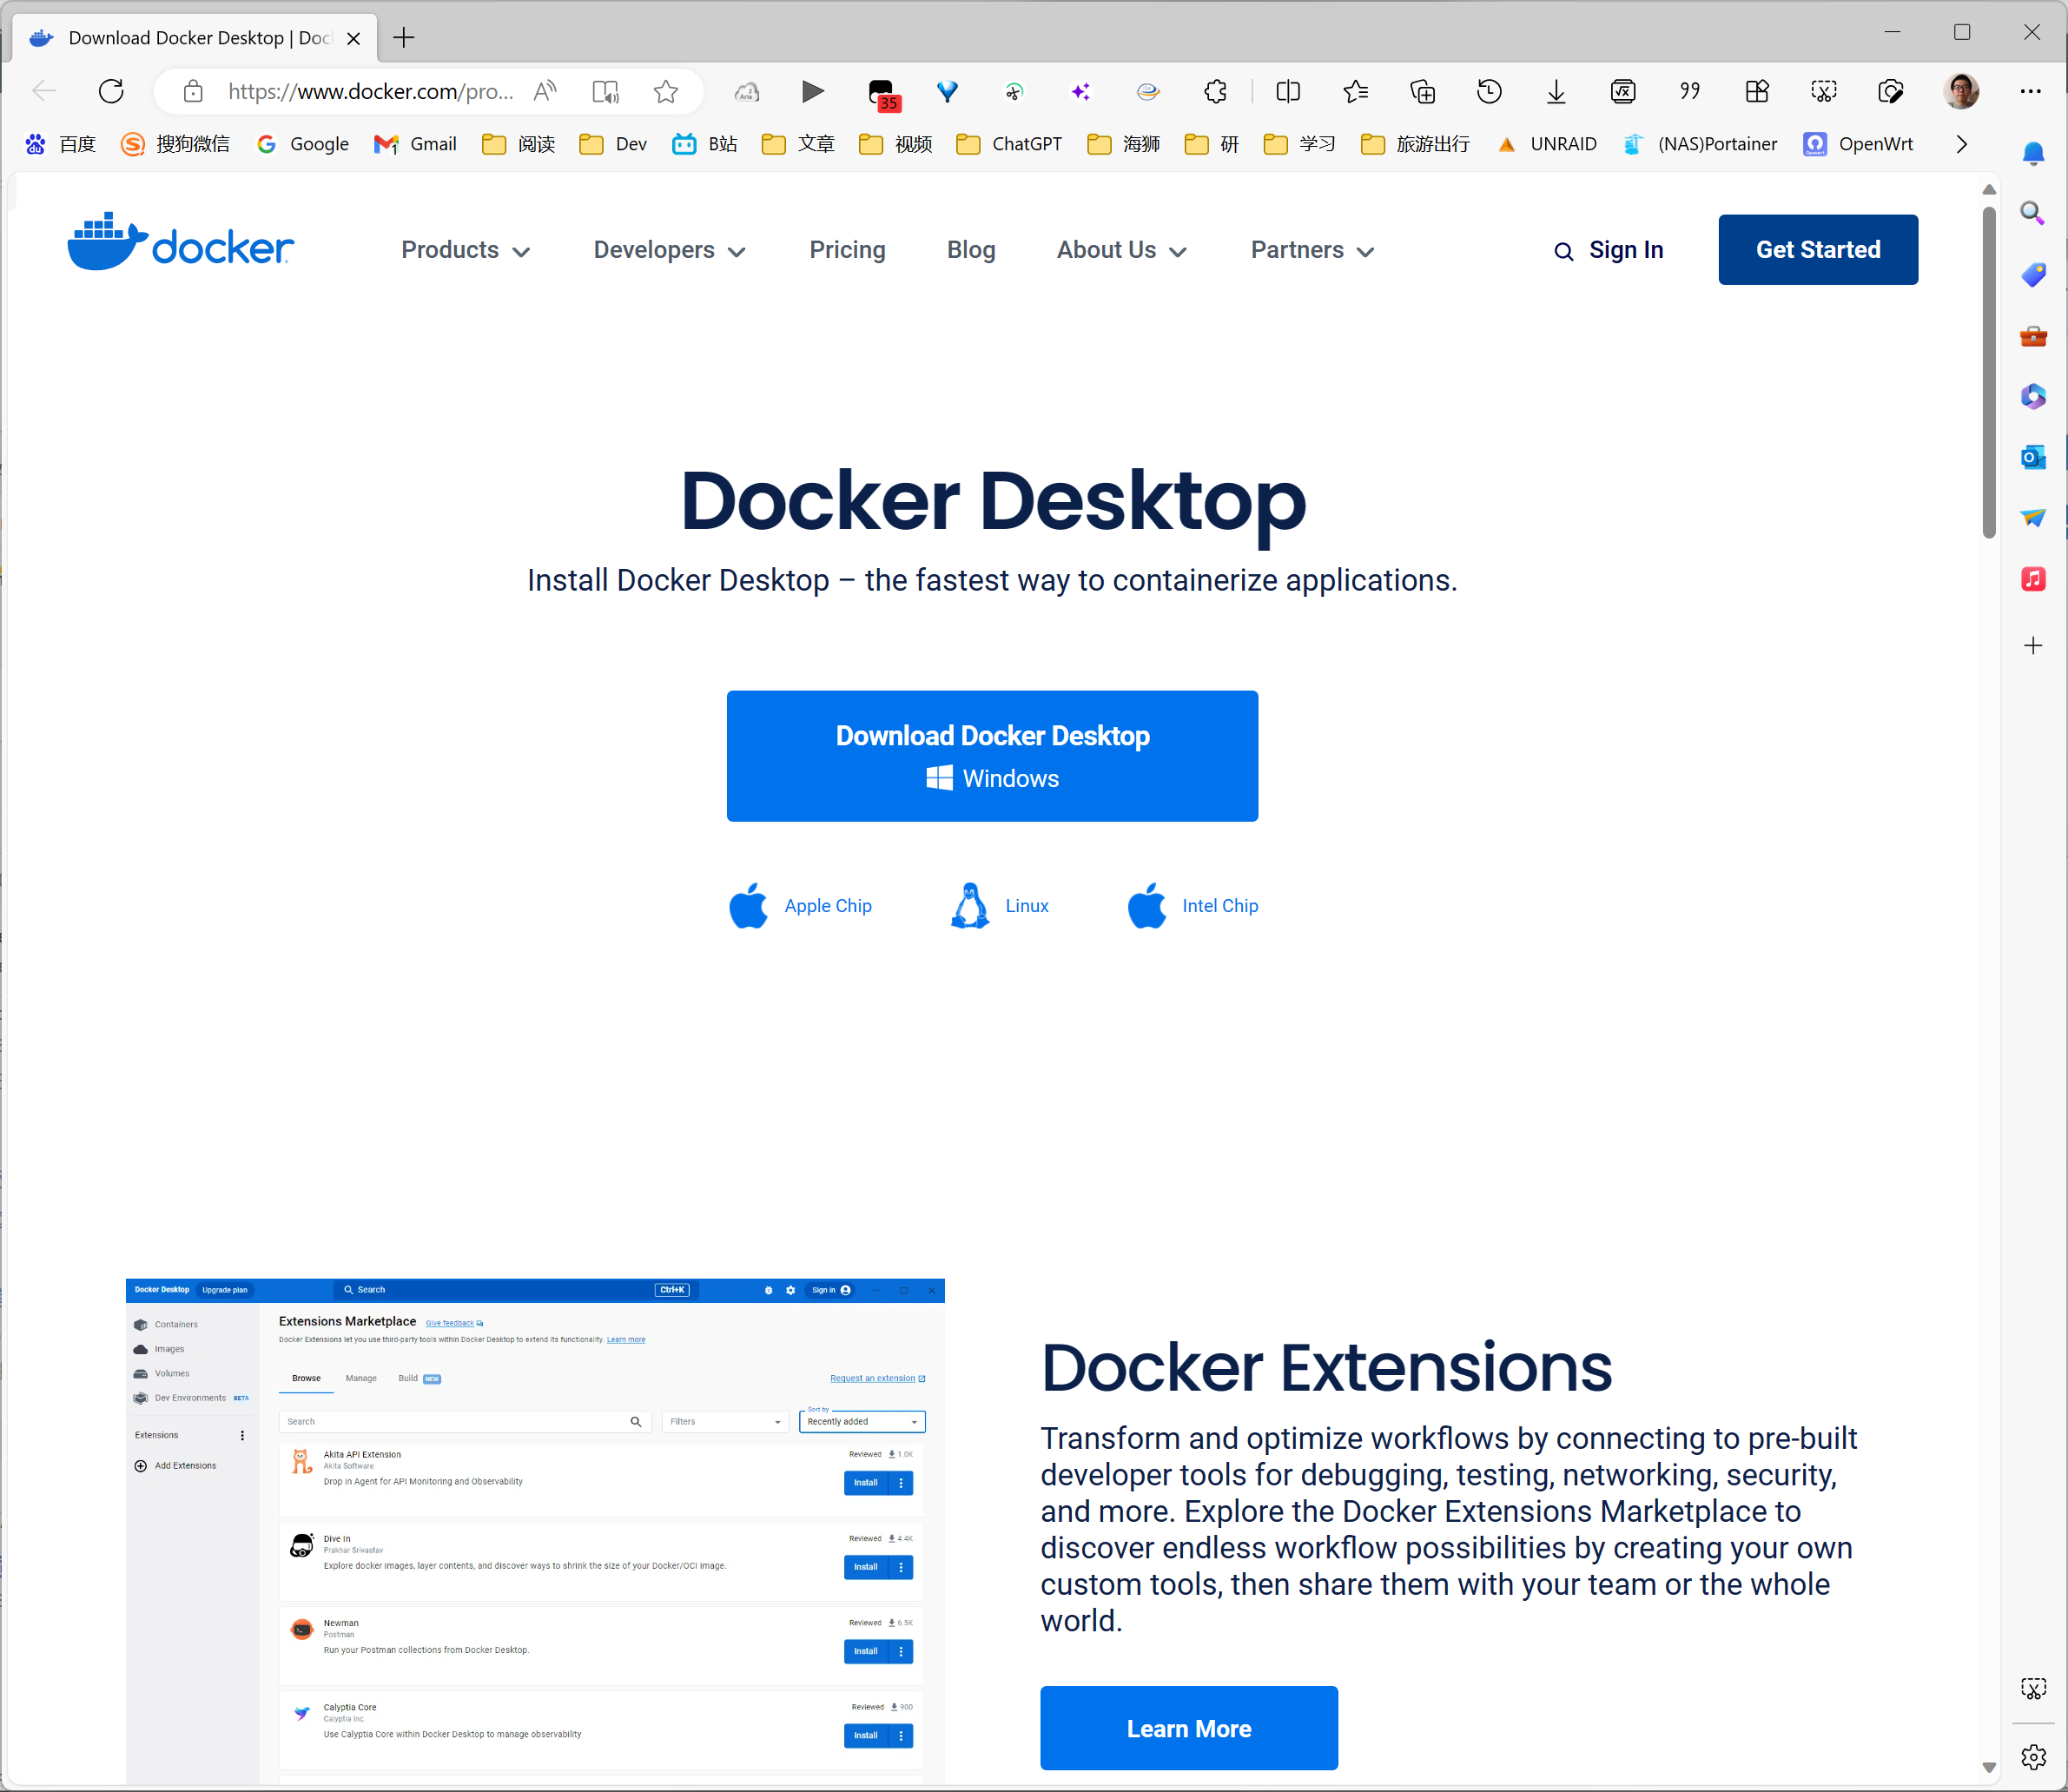 Download Docker Desktop | Doc
https://www.docker.com/pro...
35
百度
搜狗微信
Google
Gmail
阅读
Dev
B站
文章
视频
ChatGPT
海狮
研
学习
旅游出行
UNRAID
(NAS)Portainer
OpenWrt
docker
Products
Developers
Pricing
Blog
About Us
Partners
Sign In
Get Started
Docker Desktop
Install Docker Desktop – the fastest way to containerize applications.
Download Docker Desktop
Windows
Apple Chip
Linux
Intel Chip
Docker Desktop
Upgrade plan
Search
Ctrl+K
Sign in
Containers
Images
Volumes
Dev Environments BETA
Extensions
Add Extensions
Extensions Marketplace
Give feedback
Docker Extensions let you use third-party tools within Docker Desktop to extend its functionality. Learn more
Browse
Manage
Build NEW
Request an extension
Search
Filters
Sort by
Recently added
Akita API Extension
Akita Software
Drop in Agent for API Monitoring and Observability
Reviewed 1.0K
Install
Dive In
Prakhar Srivastav
Explore docker images, layer contents, and discover ways to shrink the size of your Docker/OCI image.
Reviewed 4.4K
Install
Newman
Postman
Run your Postman collections from Docker Desktop.
Reviewed 6.5K
Install
Calyptia Core
Calyptia Inc.
Use Calyptia Core within Docker Desktop to manage observability
Reviewed 900
Install
Docker Extensions
Transform and optimize workflows by connecting to pre-built
developer tools for debugging, testing, networking, security,
and more. Explore the Docker Extensions Marketplace to
discover endless workflow possibilities by creating your own
custom tools, then share them with your team or the whole
world.
Learn More